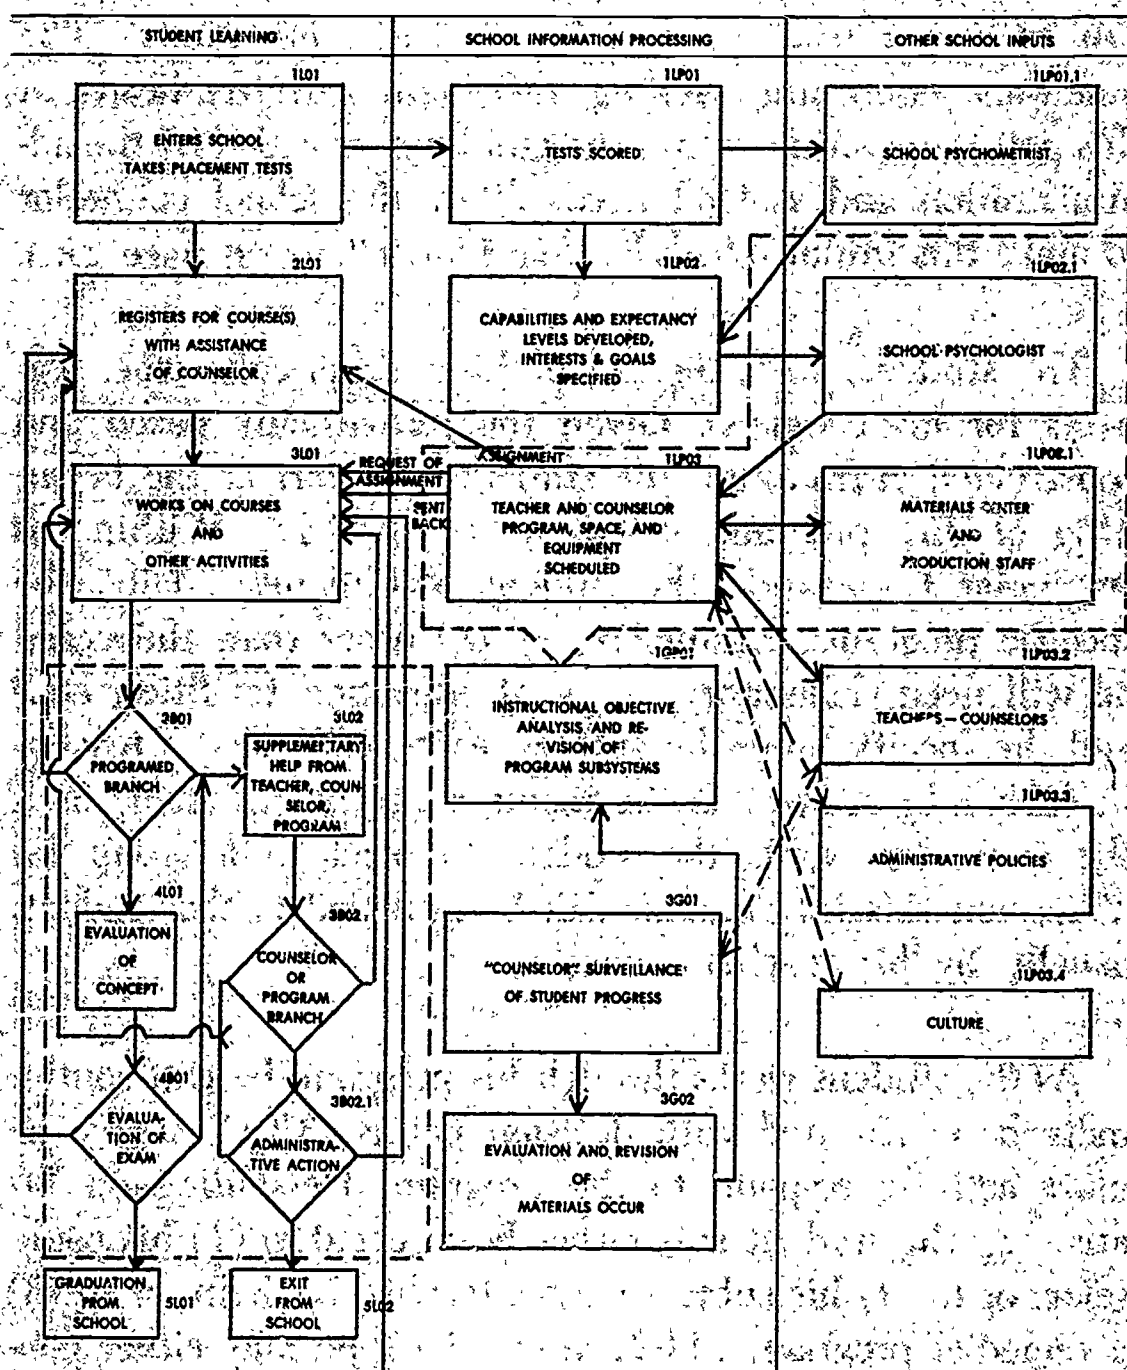 STUDENT LEARNING
SCHOOL INFORMATION PROCESSING
OTHER SCHOOL INPUTS
1L01
ENTERS SCHOOL
TAKES PLACEMENT TESTS
1LP01
TESTS SCORED
1LP01.1
SCHOOL PSYCHOMETRIST
2L01
REGISTERS FOR COURSE(S)
WITH ASSISTANCE
OF COUNSELOR
1LP02
CAPABILITIES AND EXPECTANCY
LEVELS DEVELOPED,
INTERESTS & GOALS
SPECIFIED
1LP02.1
SCHOOL PSYCHOLOGIST
3L01
WORKS ON COURSES
AND
OTHER ACTIVITIES
REQUEST OF
ASSIGNMENT
SENT
BACK
ASSIGNMENT
1LP03
TEACHER AND COUNSELOR
PROGRAM, SPACE, AND
EQUIPMENT
SCHEDULED
MATERIALS CENTER
AND
PRODUCTION STAFF
INSTRUCTIONAL OBJECTIVE
ANALYSIS AND RE-
VISION OF
PROGRAM SUBSYSTEMS
1LP03.2
TEACHERS - COUNSELORS
1LP03.3
ADMINISTRATIVE POLICIES
PROGRAMED
BRANCH
5L02
SUPPLEMENTARY
HELP FROM
TEACHER, COUN-
SELOR,
PROGRAM
4L01
EVALUATION
OF
CONCEPT
3B02
COUNSELOR
OR
PROGRAM
BRANCH
3G01
"COUNSELOR" SURVEILLANCE
OF STUDENT PROGRESS
1LP03.4
CULTURE
4B01
EVALUA-
TION OF
EXAM
3B02.1
ADMINISTRA-
TIVE ACTION
3G02
EVALUATION AND REVISION
OF
MATERIALS OCCUR
GRADUATION
FROM
SCHOOL
5L01
EXIT
FROM
SCHOOL
5L02